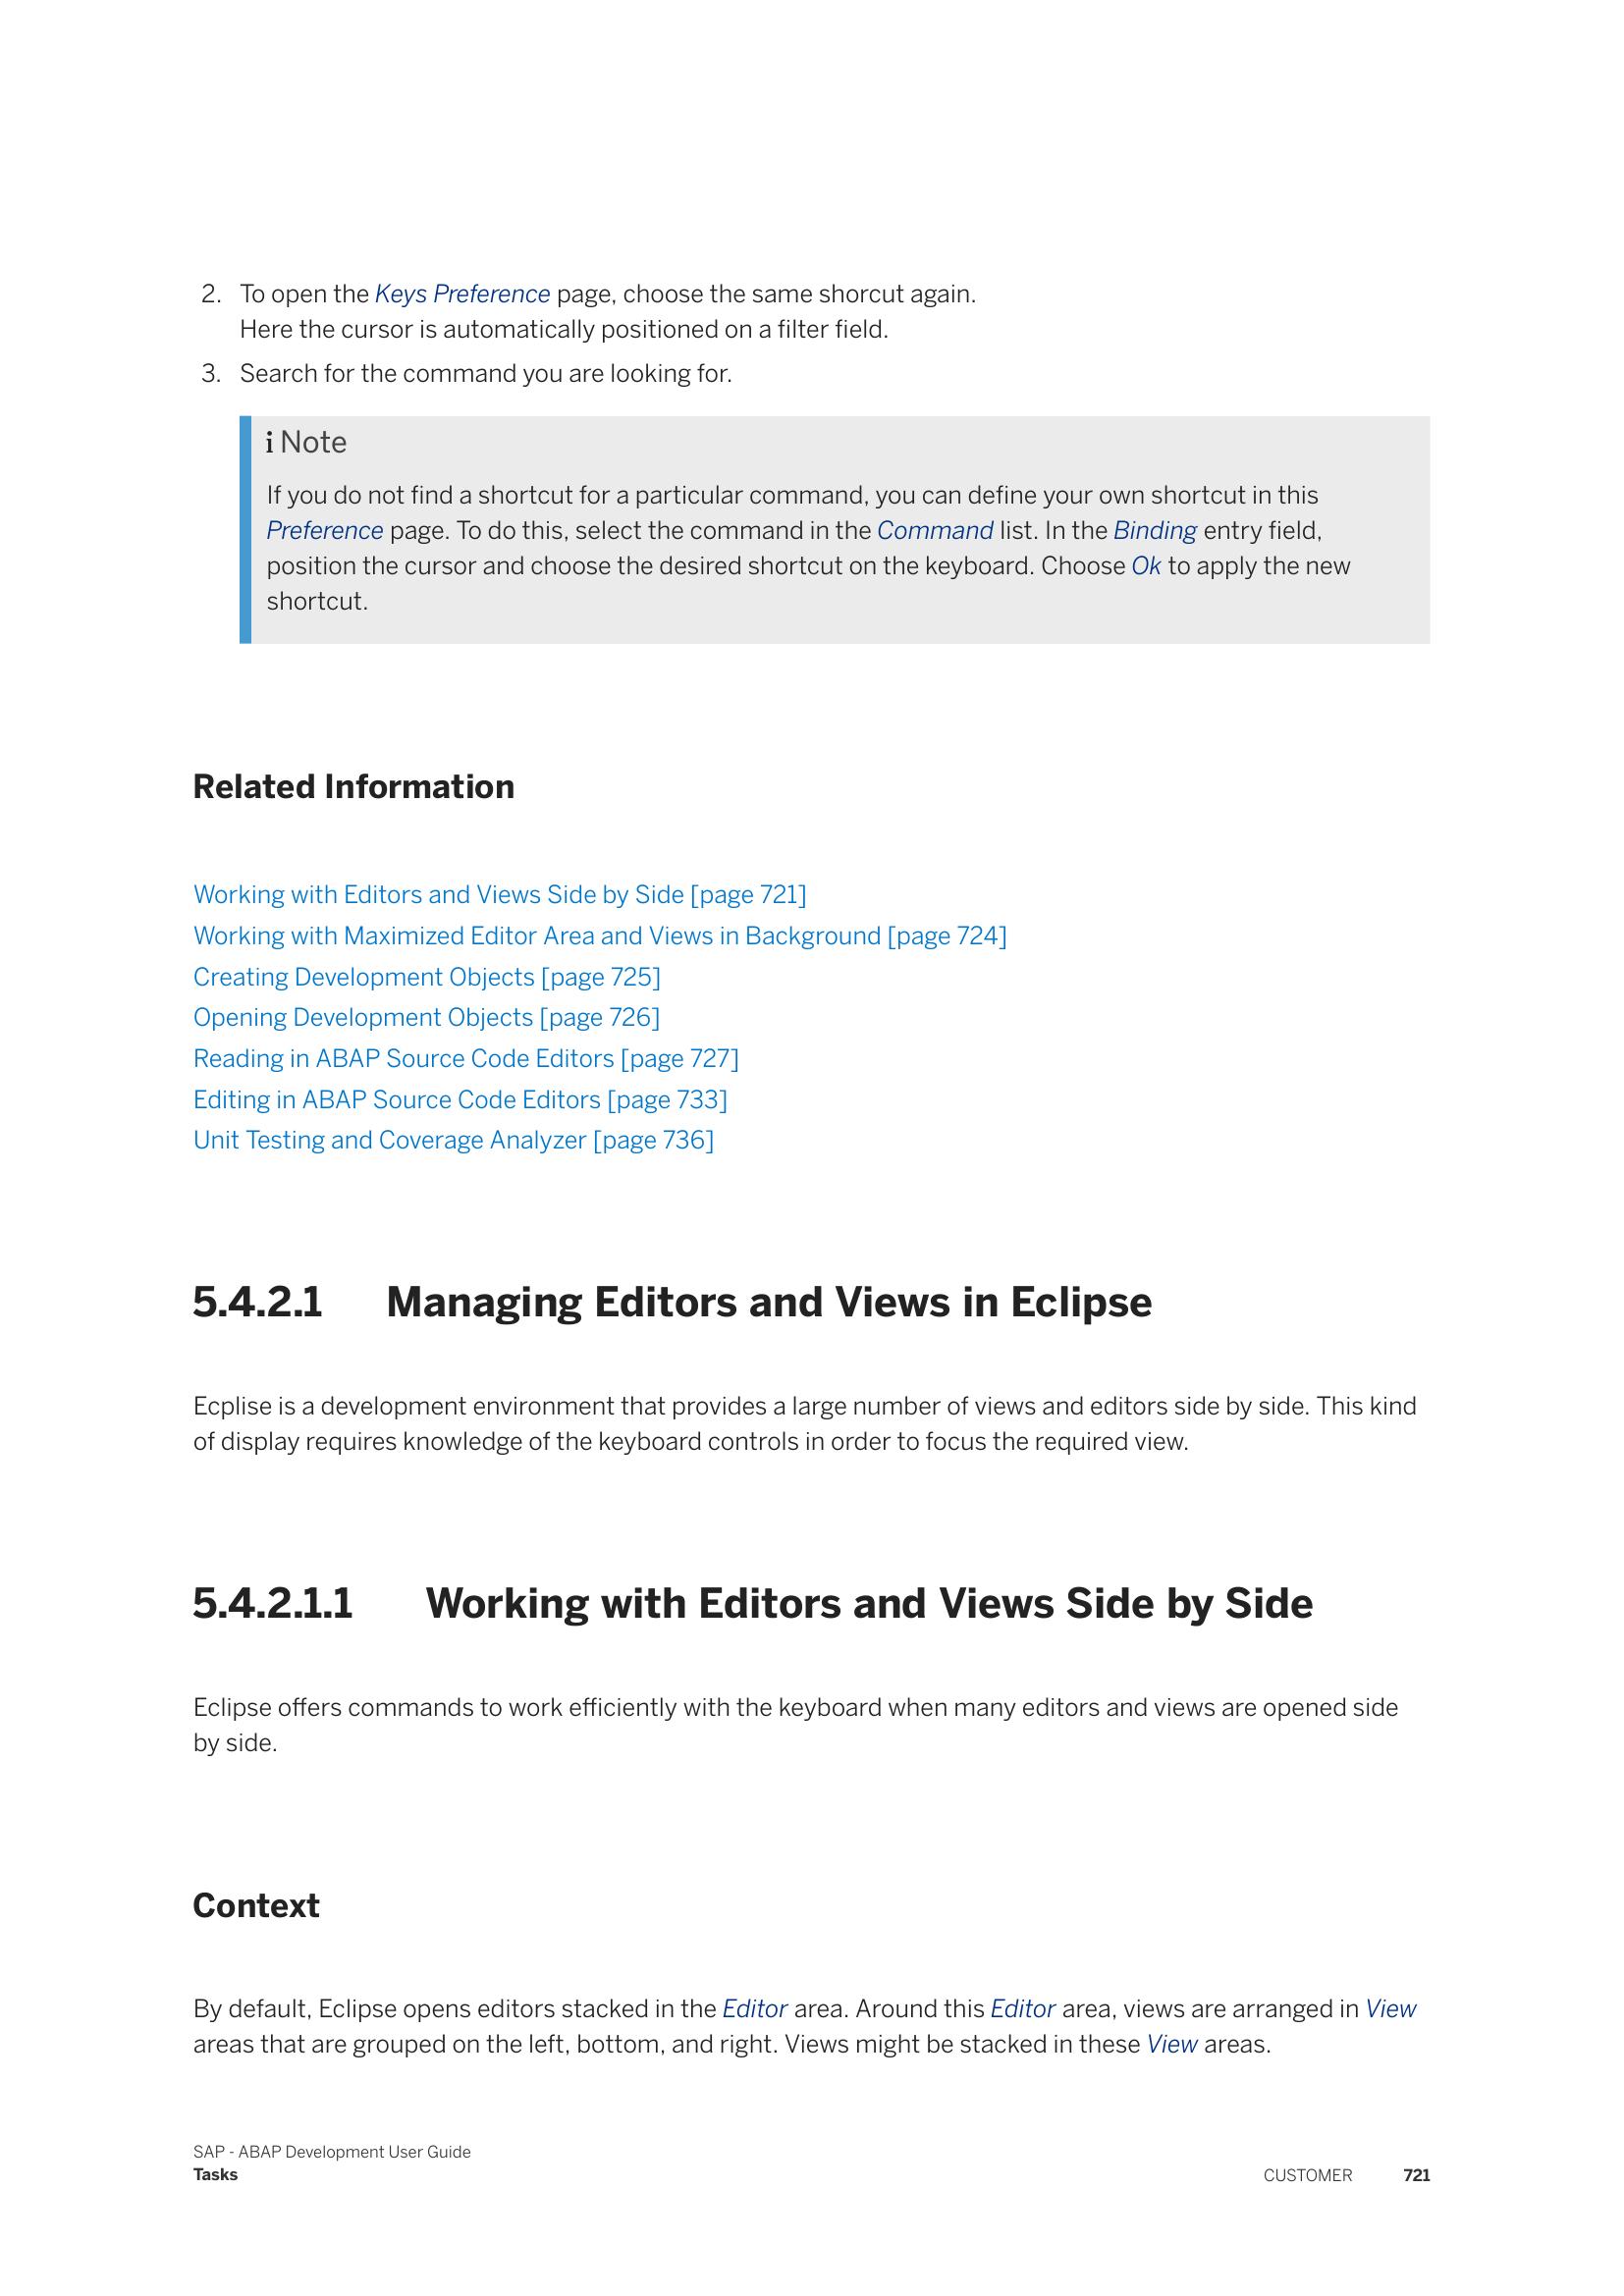 2. To open the Keys Preference page, choose the same shorcut again.
Here the cursor is automatically positioned on a filter field.
3. Search for the command you are looking for.
i Note
If you do not find a shortcut for a particular command, you can define your own shortcut in this
Preference page. To do this, select the command in the Command list. In the Binding entry field,
position the cursor and choose the desired shortcut on the keyboard. Choose Ok to apply the new
shortcut.
Related Information
Working with Editors and Views Side by Side [page 721]
Working with Maximized Editor Area and Views in Background [page 724]
Creating Development Objects [page 725]
Opening Development Objects [page 726]
Reading in ABAP Source Code Editors [page 727]
Editing in ABAP Source Code Editors [page 733]
Unit Testing and Coverage Analyzer [page 736]
5.4.2.1 Managing Editors and Views in Eclipse
Ecplise is a development environment that provides a large number of views and editors side by side. This kind
of display requires knowledge of the keyboard controls in order to focus the required view.
5.4.2.1.1 Working with Editors and Views Side by Side
Eclipse offers commands to work efficiently with the keyboard when many editors and views are opened side
by side.
Context
By default, Eclipse opens editors stacked in the Editor area. Around this Editor area, views are arranged in View
areas that are grouped on the left, bottom, and right. Views might be stacked in these View areas.
SAP - ABAP Development User Guide
Tasks CUSTOMER 721